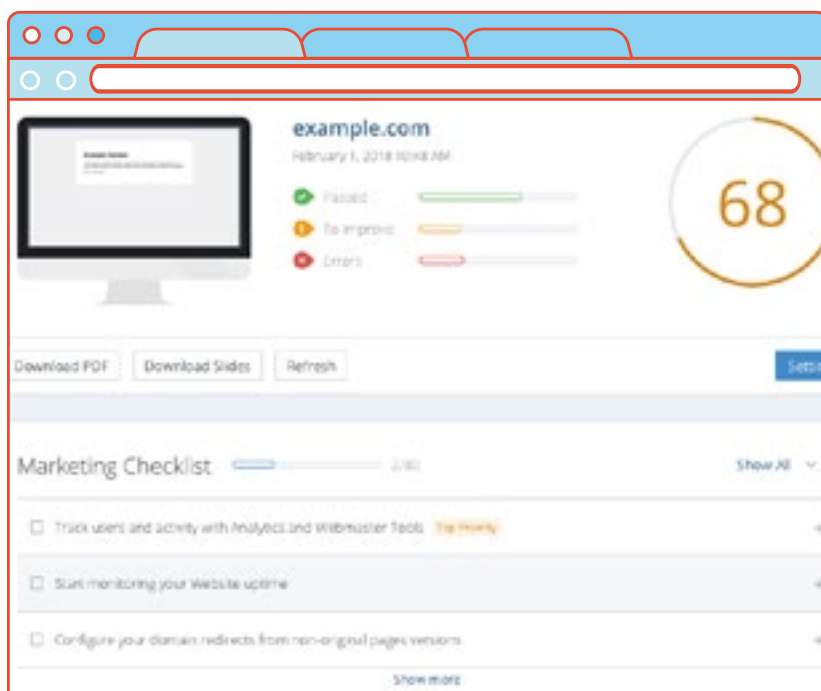 example.com
February 1, 2018 10:48 AM
68
Passed
To Improve
Errors
Download PDF
Download Slides
Refresh
Marketing Checklist
Show All
Track users and activity with Analytics and Webmaster Tools
Top Priority
Start monitoring your Website uptime
Configure your domain redirects from non-original pages versions
Show more